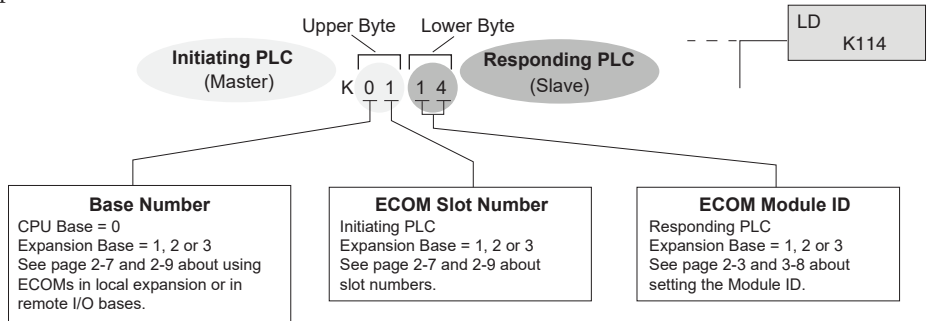 Upper Byte Lower Byte
LD
K114
Initiating PLC
(Master)
K 0 1 1 4
Responding PLC
(Slave)
Base Number
CPU Base = 0
Expansion Base = 1, 2 or 3
See page 2-7 and 2-9 about using
ECOMs in local expansion or in
remote I/O bases.
ECOM Slot Number
Initiating PLC
Expansion Base = 1, 2 or 3
See page 2-7 and 2-9 about
slot numbers.
ECOM Module ID
Responding PLC
Expansion Base = 1, 2 or 3
See page 2-3 and 3-8 about
setting the Module ID.